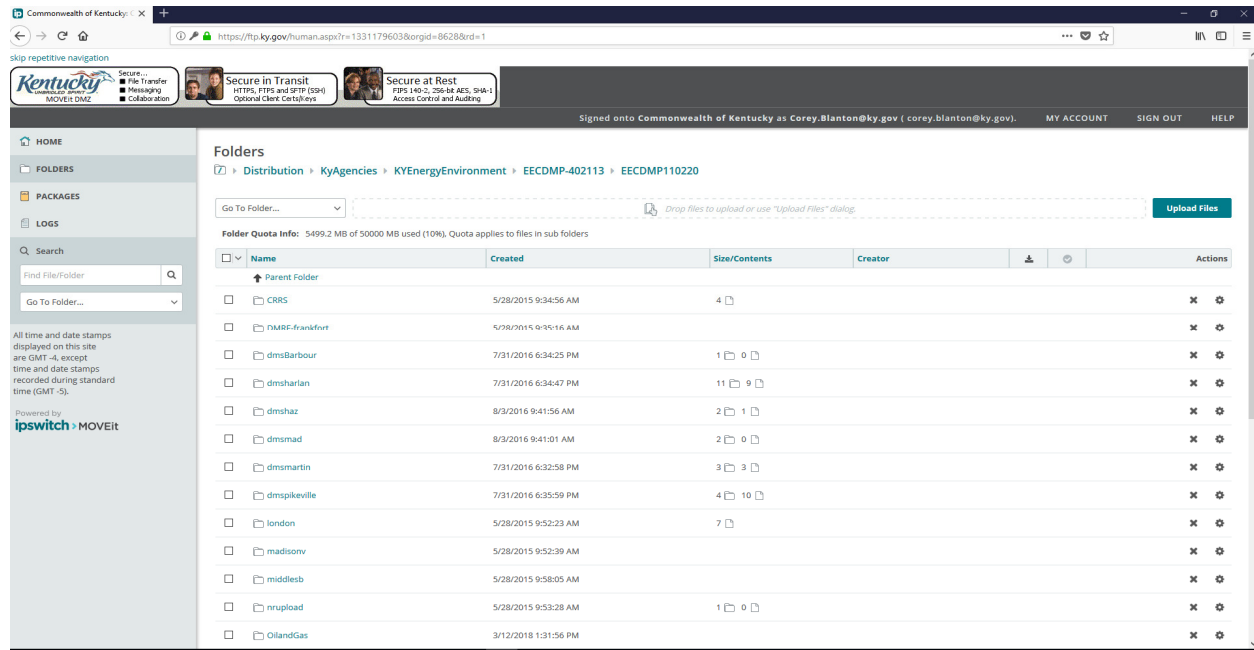 Commonwealth of Kentucky: C
https://ftp.ky.gov/human.aspx?r=1331179603&orgid=8628&rd=1
skip repetitive navigation
Kentucky
UNBRIDLED SPIRIT
MOVEit DMZ
Secure...
File Transfer
Messaging
Collaboration
Secure in Transit
HTTPS, FTPS and SFTP (SSH)
Optional Client Certs/Keys
Secure at Rest
FIPS 140-2, 256-bit AES, SHA-1
Access Control and Auditing
Signed onto Commonwealth of Kentucky as Corey.Blanton@ky.gov ( corey.blanton@ky.gov). MY ACCOUNT SIGN OUT HELP
HOME
FOLDERS
PACKAGES
LOGS
Search
Find File/Folder
Go To Folder...
All time and date stamps
displayed on this site
are GMT -4, except
time and date stamps
recorded during standard
time (GMT -5).
Powered by
ipswitch MOVEit
Folders
Distribution KyAgencies KYEnergyEnvironment EECDMP-402113 EECDMP110220
Go To Folder... Drop files to upload or use "Upload Files" dialog. Upload Files
Folder Quota Info: 5499.2 MB of 50000 MB used (10%), Quota applies to files in sub folders
Name Created Size/Contents Creator Actions
Parent Folder
CRRS 5/28/2015 9:34:56 AM 4
DMRE-frankfort 5/28/2015 9:35:16 AM
dmsBarbour 7/31/2016 6:34:25 PM 1 0
dmsharlan 7/31/2016 6:34:47 PM 11 9
dmshaz 8/3/2016 9:41:56 AM 2 1
dmsmad 8/3/2016 9:41:01 AM 2 0
dmsmartin 7/31/2016 6:32:58 PM 3 3
dmspikeville 7/31/2016 6:35:59 PM 4 10
london 5/28/2015 9:52:23 AM 7
madisonv 5/28/2015 9:52:39 AM
middlesb 5/28/2015 9:58:05 AM
nrupload 5/28/2015 9:53:28 AM 1 0
OilandGas 3/12/2018 1:31:56 PM